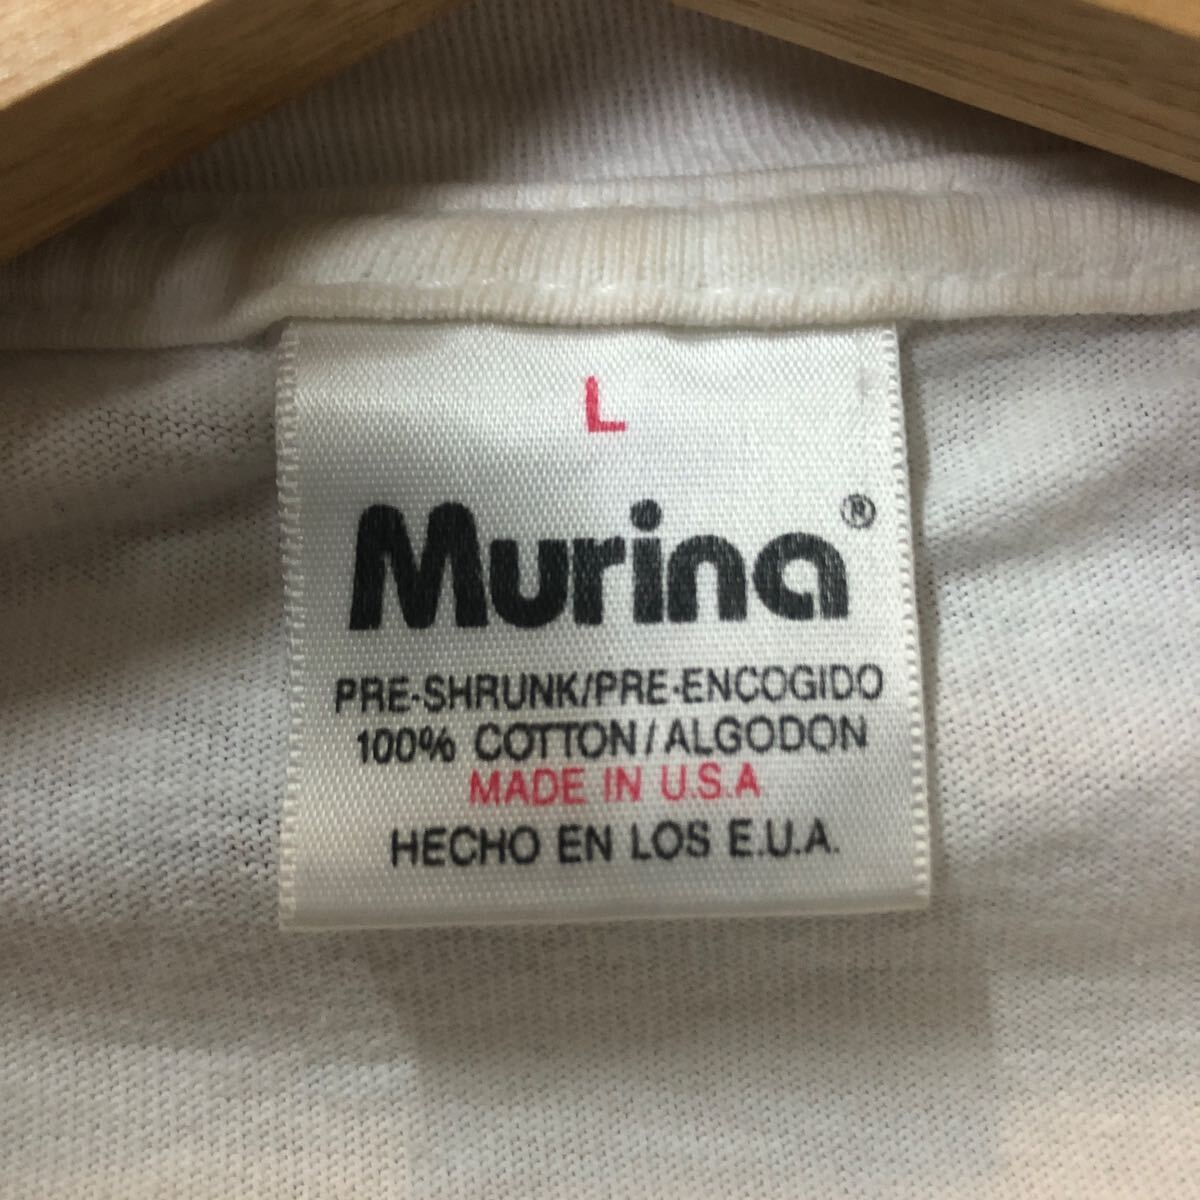 L
Murina®
PRE-SHRUNK/PRE-ENCOGIDO
100% COTTON/ALGODON
MADE IN U.S.A
HECHO EN LOS E.U.A.